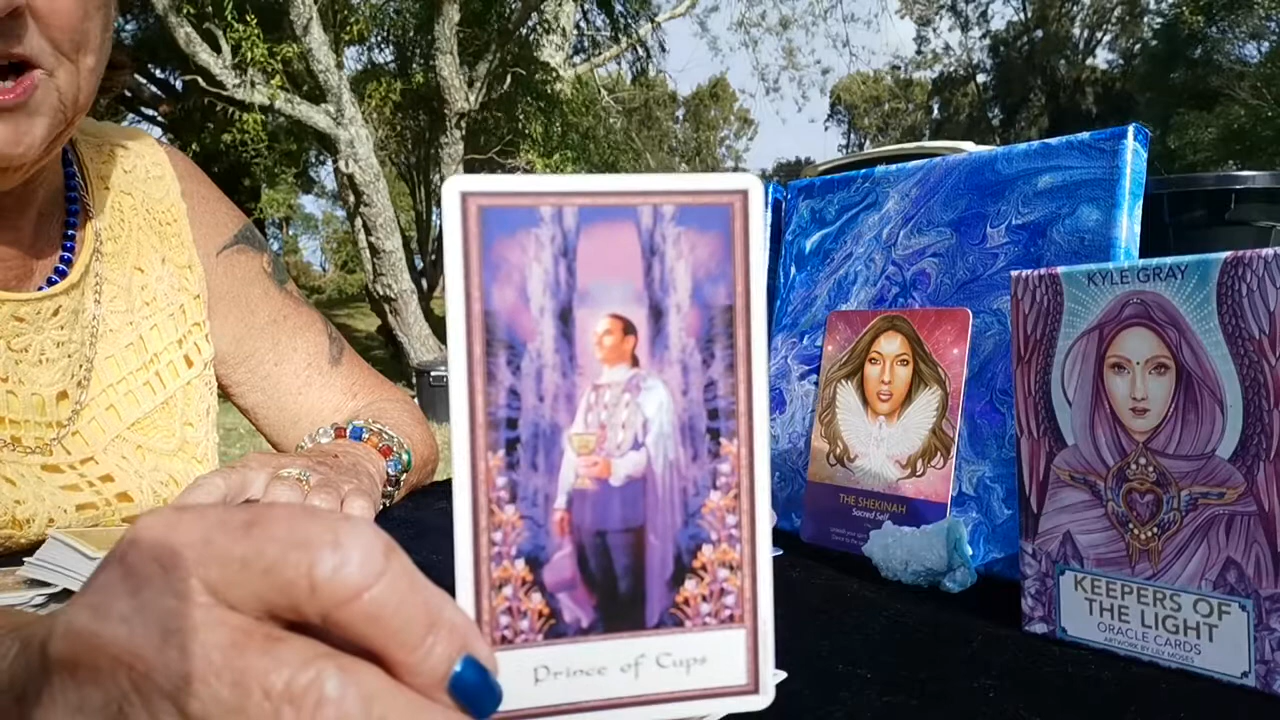 Prince of Cups
THE SHEKINAH
Sacred Self
KYLE GRAY
KEEPERS OF
THE LIGHT
ORACLE CARDS
ARTWORK BY LILY MOSES